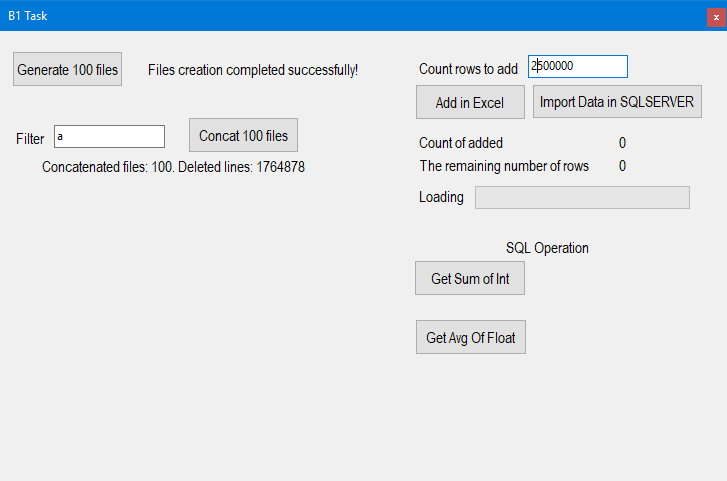 B1 Task
x
Generate 100 files
Files creation completed successfully!
Filter
a
Concat 100 files
Concatenated files: 100. Deleted lines: 1764878
Count rows to add
2500000
Add in Excel
Import Data in SQLSERVER
Count of added 0
The remaining number of rows 0
Loading
SQL Operation
Get Sum of Int
Get Avg Of Float